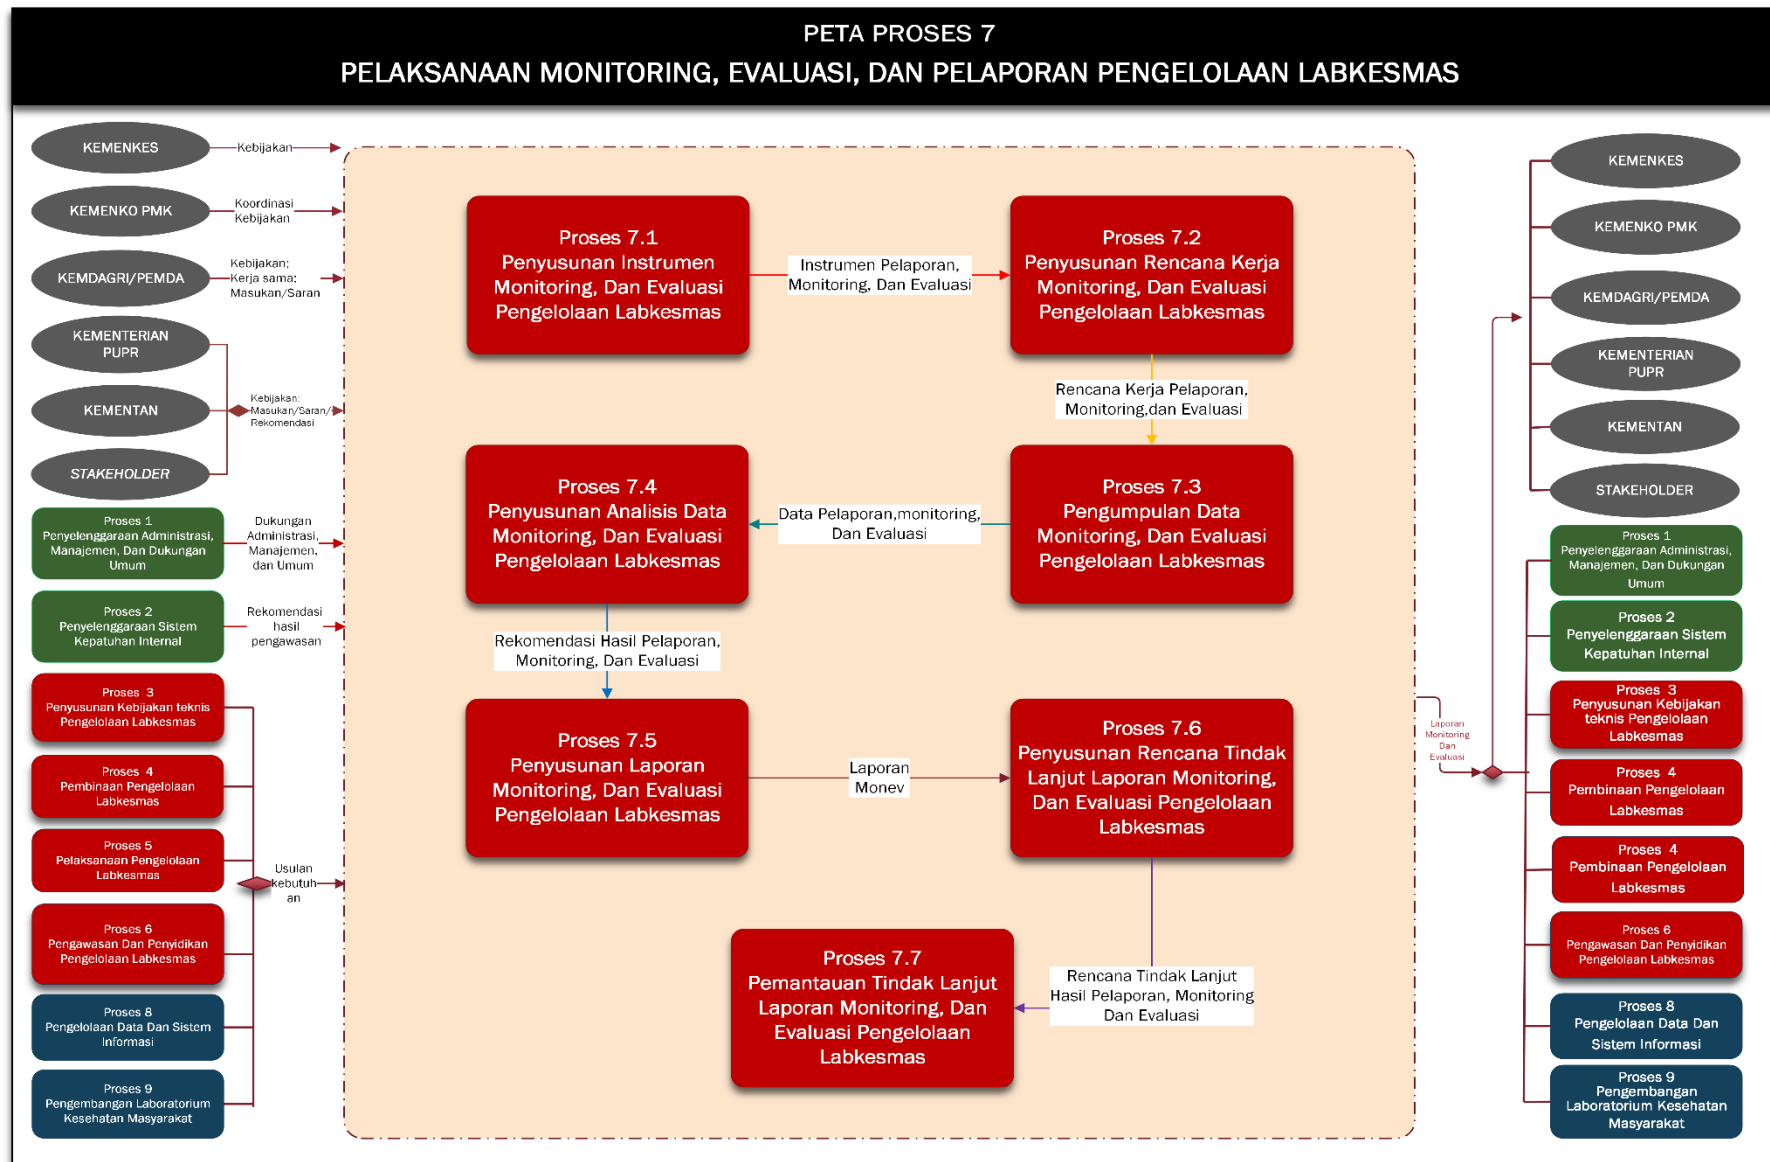 PETA PROSES 7
PELAKSANAAN MONITORING, EVALUASI, DAN PELAPORAN PENGELOLAAN LABKESMAS
KEMENKES
Kebijakan
KEMENKO PMK
Koordinasi
Kebijakan
KEMDAGRI/PEMDA
Kebijakan;
Kerja sama;
Masukan/Saran
KEMENTERIAN
PUPR
KEMENTAN
STAKEHOLDER
Kebijakan;
Masukan/Saran/
Rekomendasi
Proses 1
Penyelenggaraan Administrasi,
Manajemen, Dan Dukungan
Umum
Dukungan
Administrasi,
Manajemen,
dan Umum
Proses 2
Penyelenggaraan Sistem
Kepatuhan Internal
Rekomendasi
hasil
pengawasan
Proses 3
Penyusunan Kebijakan teknis
Pengelolaan Labkesmas
Proses 4
Pembinaan Pengelolaan
Labkesmas
Proses 5
Pelaksanaan Pengelolaan
Labkesmas
Proses 6
Pengawasan Dan Penyidikan
Pengelolaan Labkesmas
Proses 8
Pengelolaan Data Dan Sistem
Informasi
Proses 9
Pengembangan Laboratorium
Kesehatan Masyarakat
Usulan
kebutuh
an
Proses 7.1
Penyusunan Instrumen
Monitoring, Dan Evaluasi
Pengelolaan Labkesmas
Instrumen Pelaporan,
Monitoring, Dan Evaluasi
Proses 7.2
Penyusunan Rencana Kerja
Monitoring, Dan Evaluasi
Pengelolaan Labkesmas
Rencana Kerja Pelaporan,
Monitoring,dan Evaluasi
Proses 7.3
Pengumpulan Data
Monitoring, Dan Evaluasi
Pengelolaan Labkesmas
Data Pelaporan,monitoring,
Dan Evaluasi
Proses 7.4
Penyusunan Analisis Data
Monitoring, Dan Evaluasi
Pengelolaan Labkesmas
Rekomendasi Hasil Pelaporan,
Monitoring, Dan Evaluasi
Proses 7.5
Penyusunan Laporan
Monitoring, Dan Evaluasi
Pengelolaan Labkesmas
Laporan
Monev
Proses 7.6
Penyusunan Rencana Tindak
Lanjut Laporan Monitoring,
Dan Evaluasi Pengelolaan
Labkesmas
Rencana Tindak Lanjut
Hasil Pelaporan, Monitoring
Dan Evaluasi
Proses 7.7
Pemantauan Tindak Lanjut
Laporan Monitoring, Dan
Evaluasi Pengelolaan
Labkesmas
Laporan
Monitoring
Dan
Evaluasi
KEMENKES
KEMENKO PMK
KEMDAGRI/PEMDA
KEMENTERIAN
PUPR
KEMENTAN
STAKEHOLDER
Proses 1
Penyelenggaraan Administrasi,
Manajemen, Dan Dukungan
Umum
Proses 2
Penyelenggaraan Sistem
Kepatuhan Internal
Proses 3
Penyusunan Kebijakan
teknis Pengelolaan
Labkesmas
Proses 4
Pembinaan Pengelolaan
Labkesmas
Proses 4
Pembinaan Pengelolaan
Labkesmas
Proses 6
Pengawasan Dan Penyidikan
Pengelolaan Labkesmas
Proses 8
Pengelolaan Data Dan
Sistem Informasi
Proses 9
Pengembangan
Laboratorium Kesehatan
Masyarakat